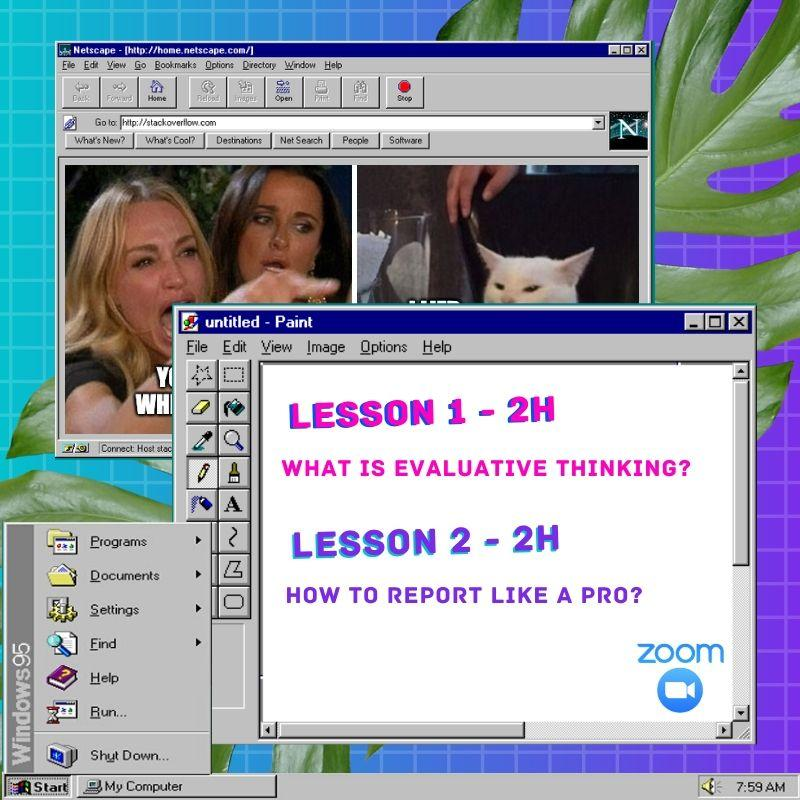 Netscape - [http://home.netscape.com/]
File Edit View Go Bookmarks Options Directory Window Help
Back Forward Home Reload Images Open Print Find Stop
Go to: http://stackoverflow.com
N
What's New? What's Cool? Destinations Net Search People Software
untitled - Paint
File Edit View Image Options Help
LESSON 1 - 2H
WHAT IS EVALUATIVE THINKING?
LESSON 2 - 2H
HOW TO REPORT LIKE A PRO?
zoom
A
Connect: Host
Programs
Documents
Settings
Find
Help
Run...
Shut Down...
Windows95
Start My Computer 7:59 AM